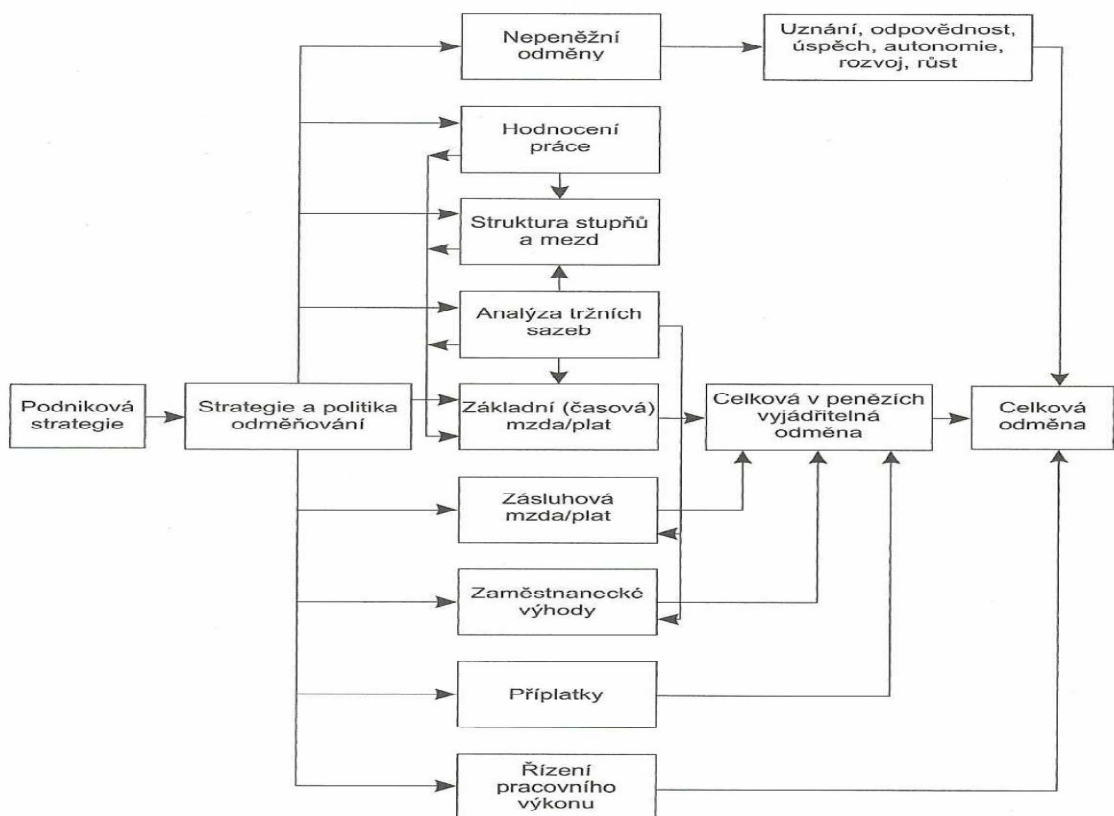 Nepeněžní
odměny
Uznání, odpovědnost,
úspěch, autonomie,
rozvoj, růst
Hodnocení
práce
Struktura stupňů
a mezd
Analýza tržních
sazeb
Podniková
strategie
Strategie a politika
odměňování
Základní (časová)
mzda/plat
Celková v penězích
vyjádřitelná
odměna
Celková
odměna
Zásluhová
mzda/plat
Zaměstnanecké
výhody
Příplatky
Řízení
pracovního
výkonu